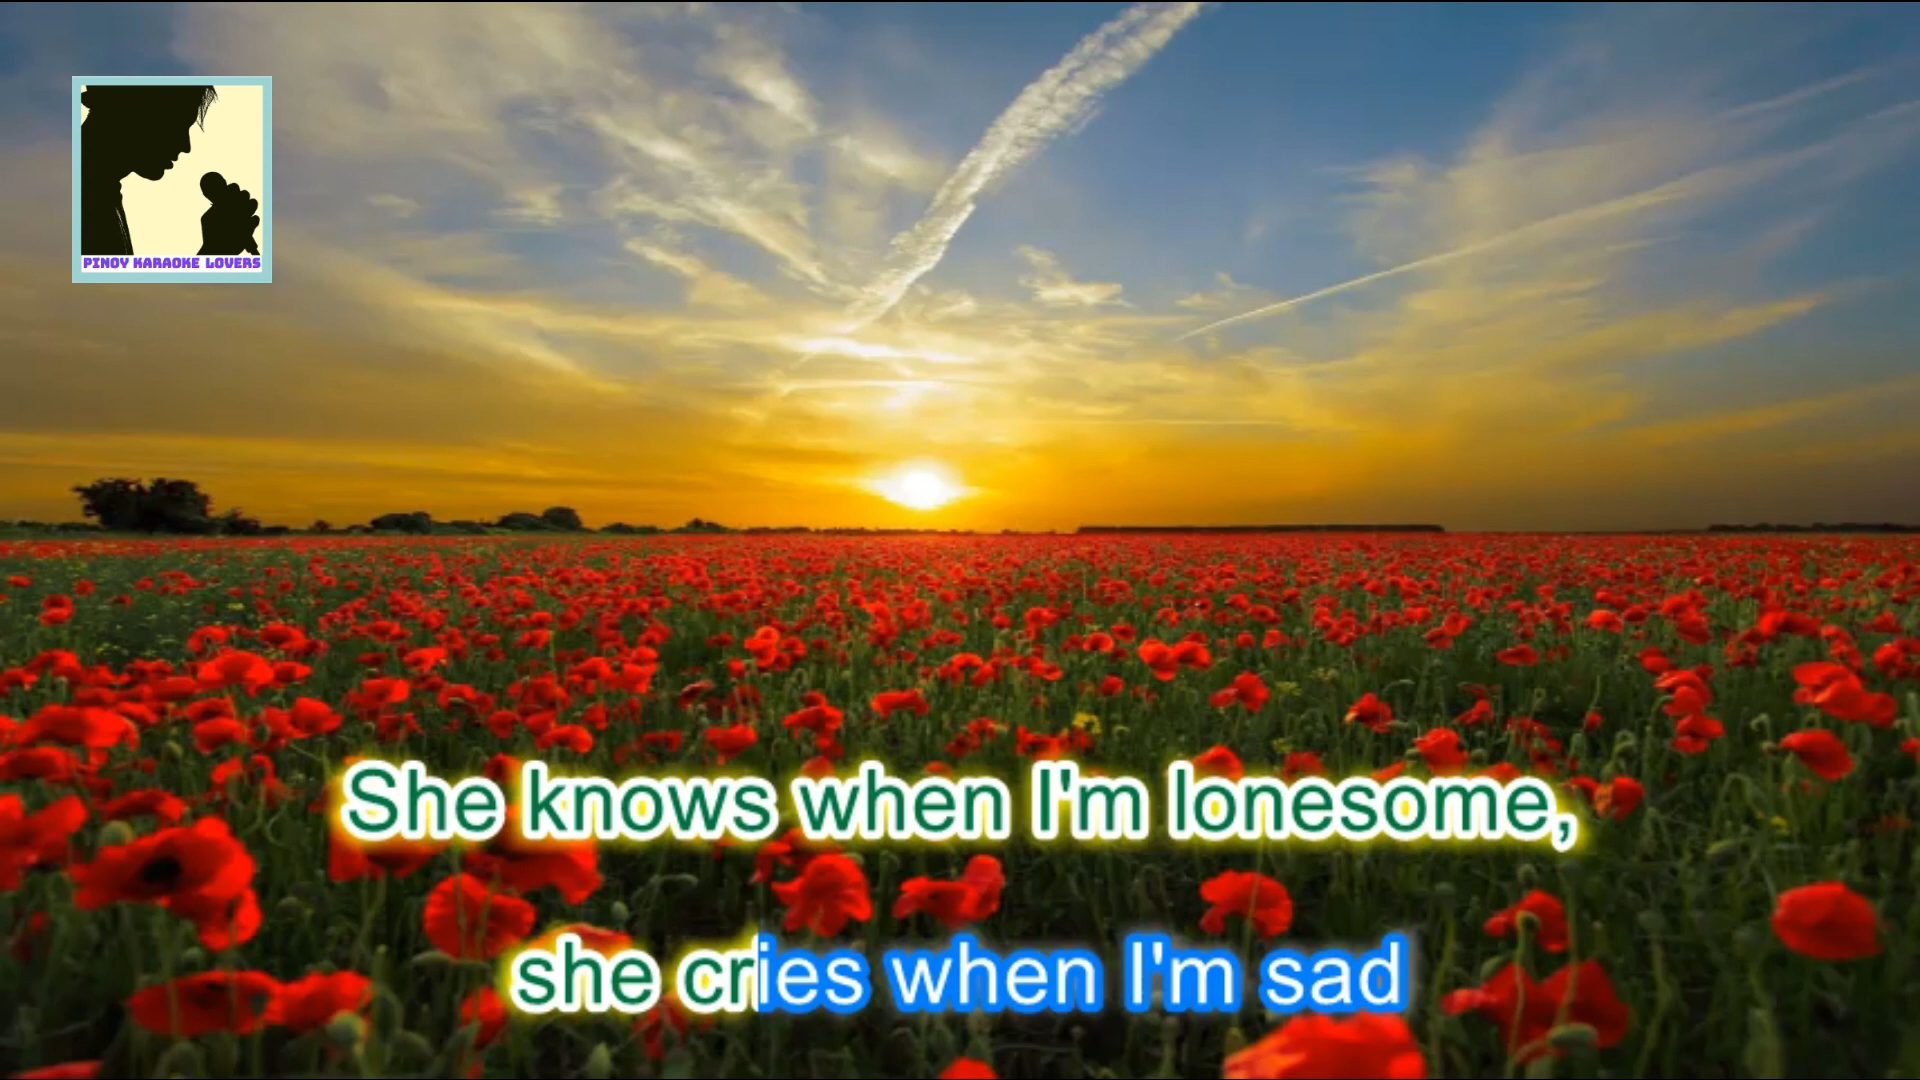 PINOY KARAOKE LOVERS
She knows when I'm lonesome,
she cries when I'm sad